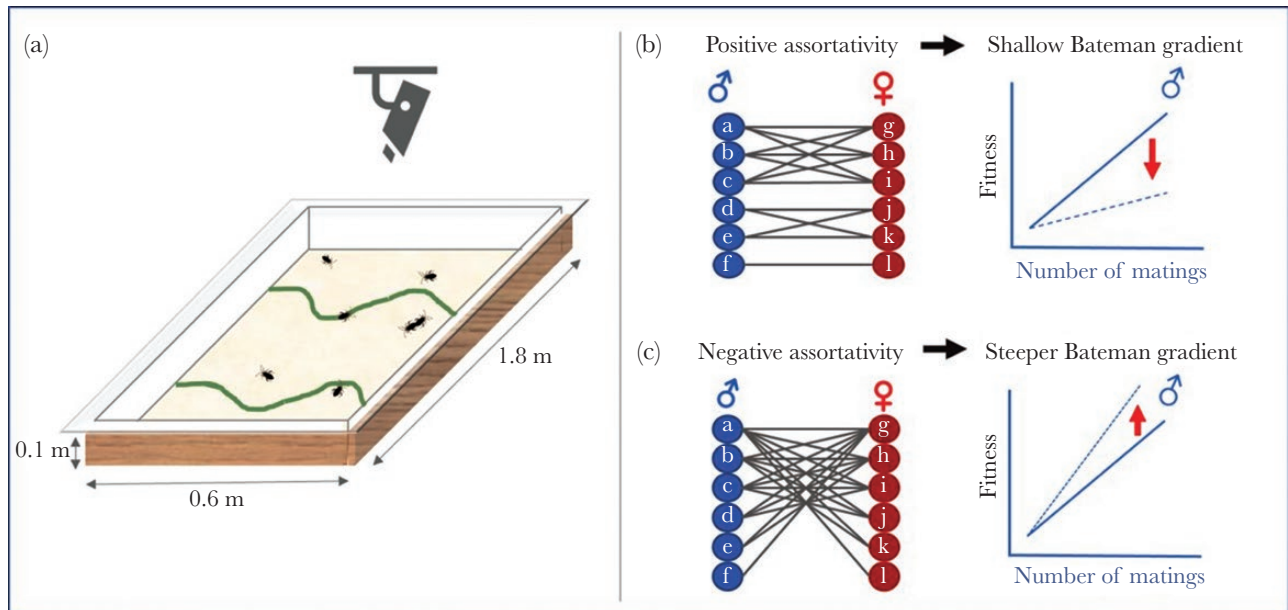 (a)
0.1 m
0.6 m
1.8 m
(b) Positive assortativity Shallow Bateman gradient
♂ ♀
a g
b h
c i
d j
e k
f l
Fitness
♂
Number of matings
(c) Negative assortativity Steeper Bateman gradient
♂ ♀
a g
b h
c i
d j
e k
f l
Fitness
♂
Number of matings